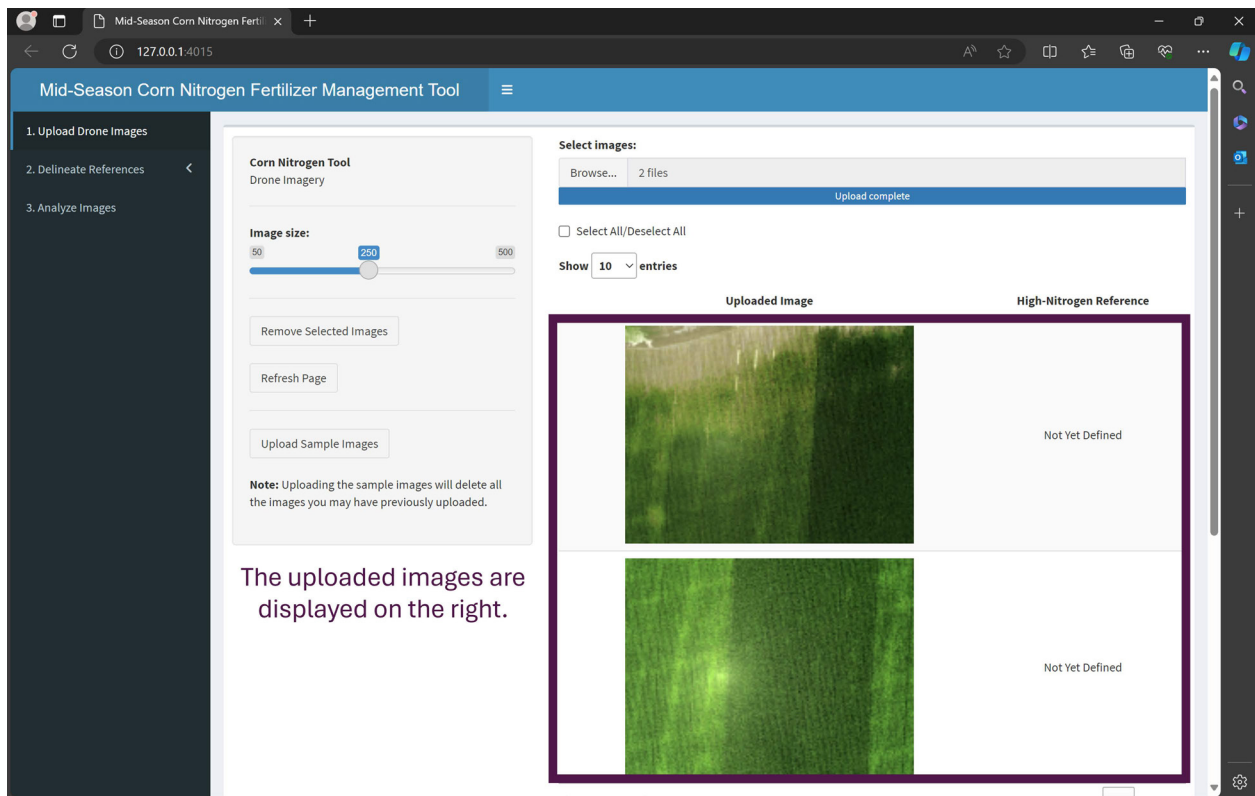 Mid-Season Corn Nitrogen Fertil
127.0.0.1:4015
Mid-Season Corn Nitrogen Fertilizer Management Tool
1. Upload Drone Images
2. Delineate References
3. Analyze Images
Corn Nitrogen Tool
Drone Imagery
Image size:
50 250 500
Remove Selected Images
Refresh Page
Upload Sample Images
Note: Uploading the sample images will delete all
the images you may have previously uploaded.
The uploaded images are
displayed on the right.
Select images:
Browse... 2 files
Upload complete
Select All/Deselect All
Show 10 entries
Uploaded Image High-Nitrogen Reference
Not Yet Defined
Not Yet Defined